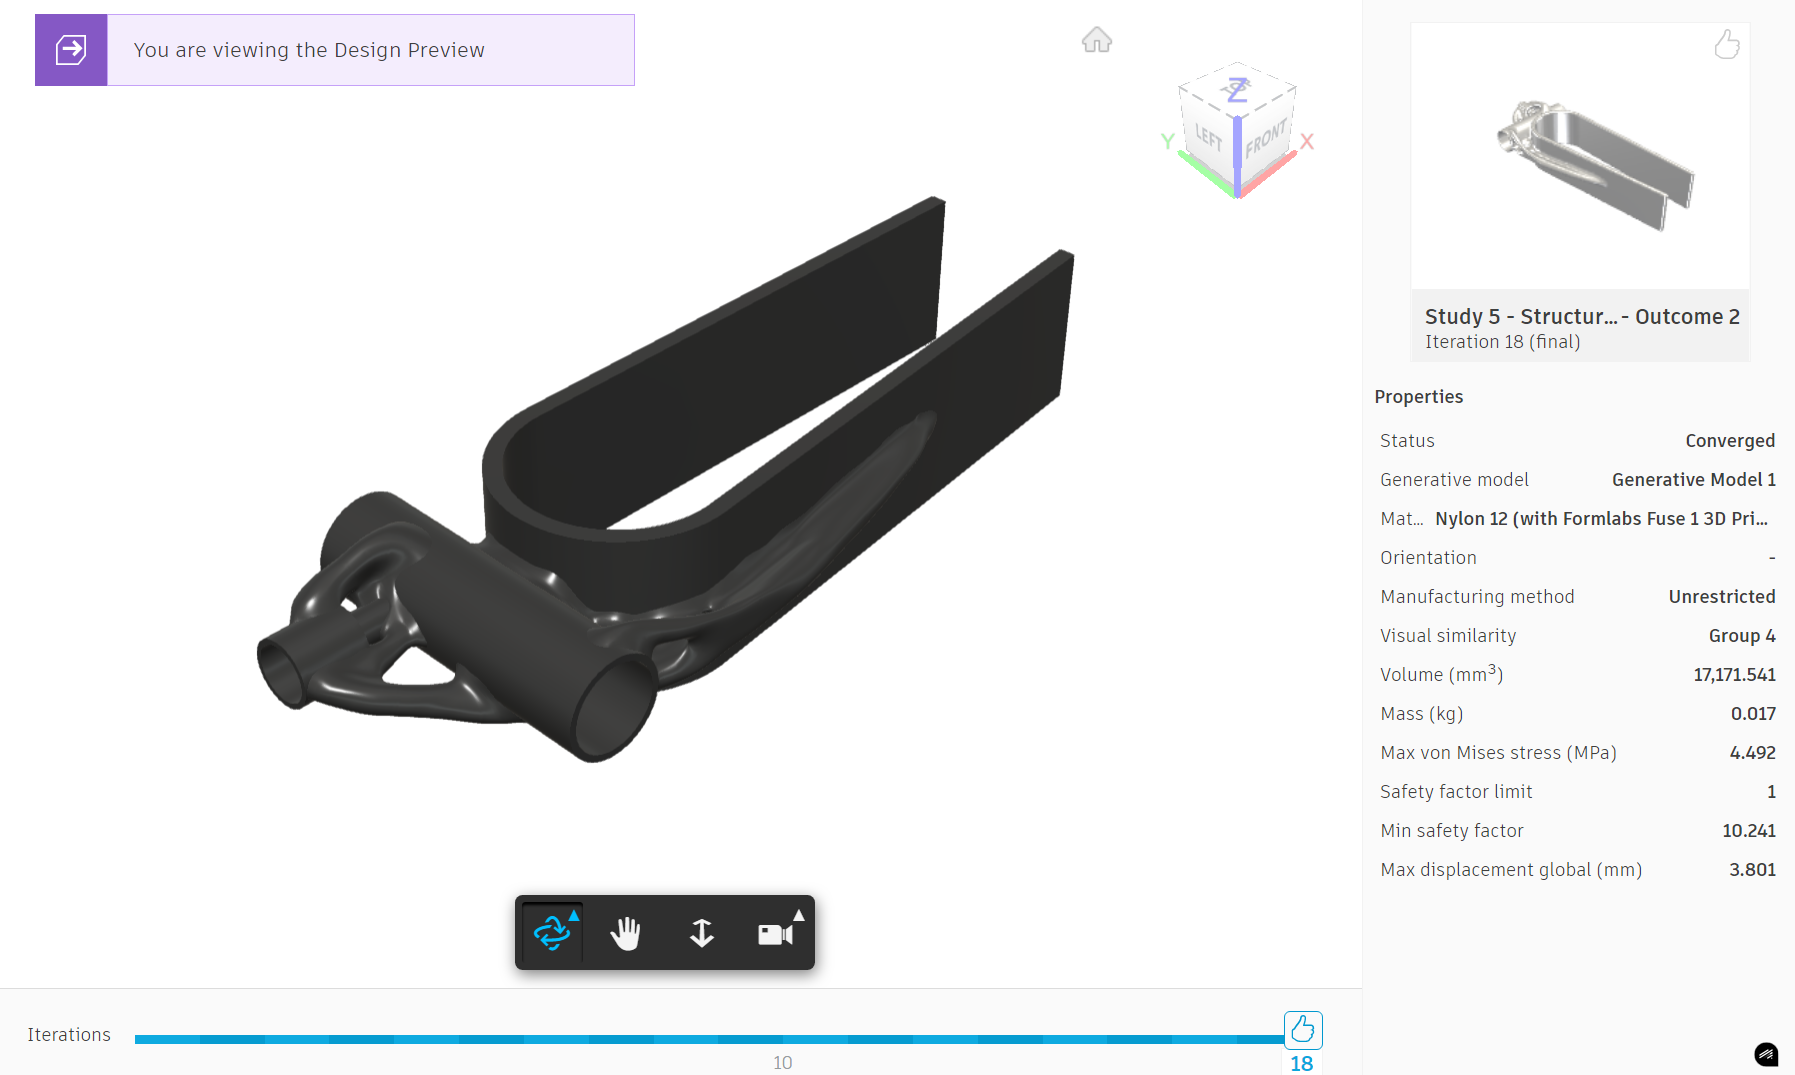 You are viewing the Design Preview
Z
Y
X
LEFT
FRONT
Study 5 - Structur... - Outcome 2
Iteration 18 (final)
Properties
Status Converged
Generative model Generative Model 1
Mat... Nylon 12 (with Formlabs Fuse 1 3D Pri...
Orientation -
Manufacturing method Unrestricted
Visual similarity Group 4
Volume (mm³) 17,171.541
Mass (kg) 0.017
Max von Mises stress (MPa) 4.492
Safety factor limit 1
Min safety factor 10.241
Max displacement global (mm) 3.801
Iterations
10
18